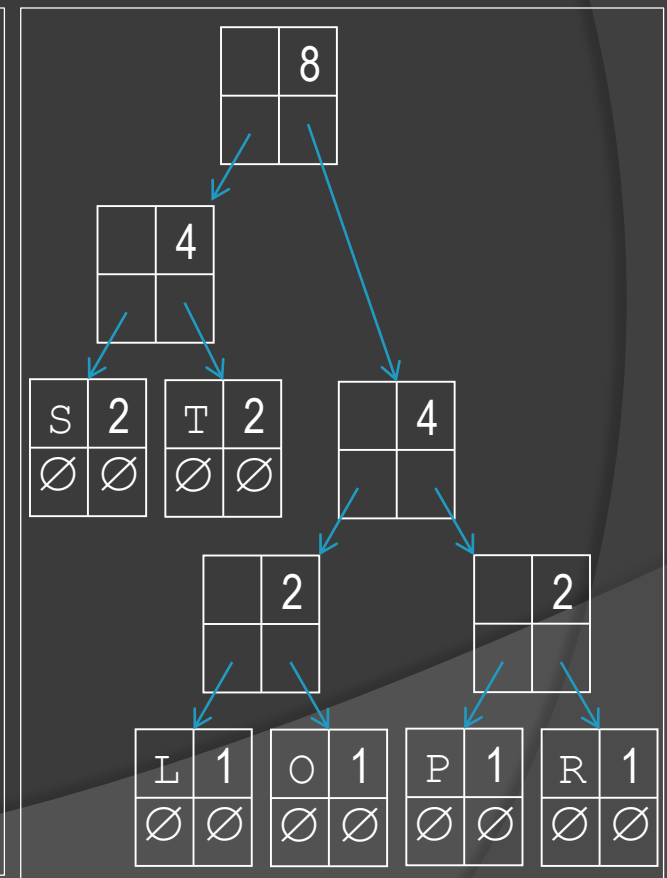 8
4
S 2 T 2
∅ ∅ ∅ ∅
4
2 2
L 1 O 1 P 1 R 1
∅ ∅ ∅ ∅ ∅ ∅ ∅ ∅